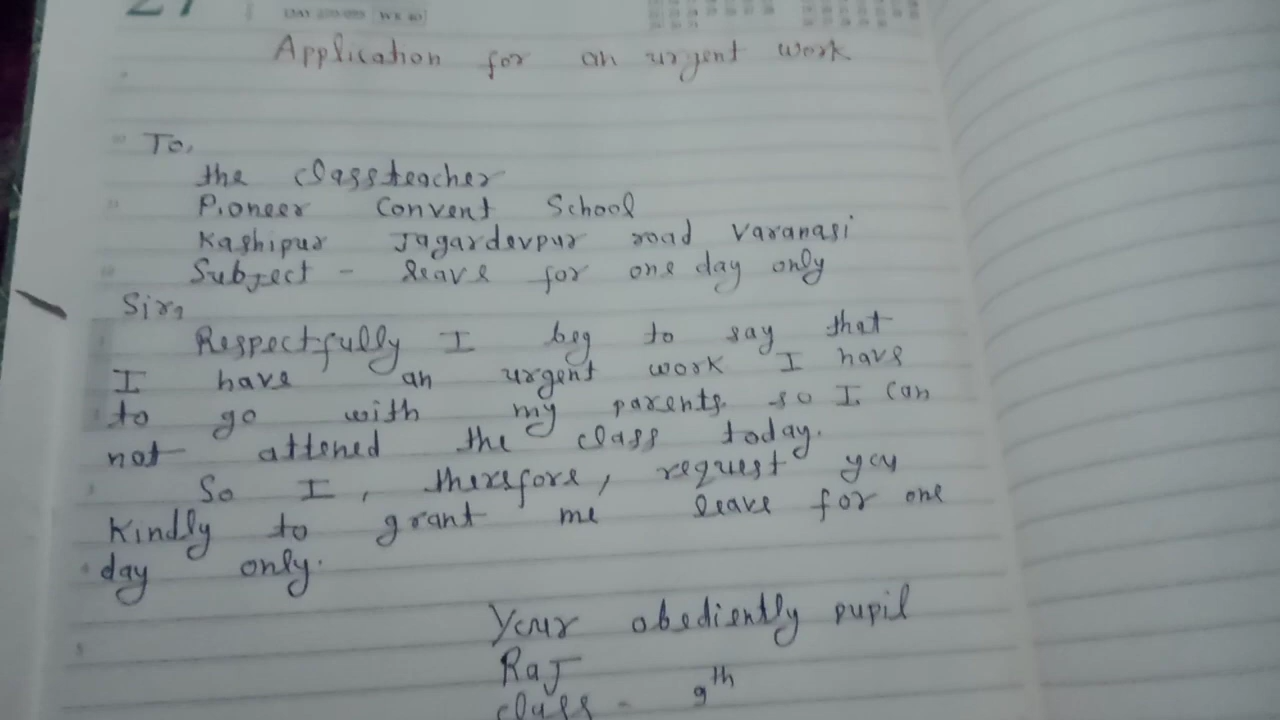 27
WK 40
Application for an urgent work
To,
the classteacher
Pioneer Convent School
Kashipur Jagardevpur road Varanasi
Subject - leave for one day only
Sir,
Respectfully I beg to say that
I have an urgent work I have
to go with my parents so I can
not attened the class today.
So I, therefore, request you
Kindly to grant me leave for one
day only.
Your obediently pupil
Raj
class - 9th